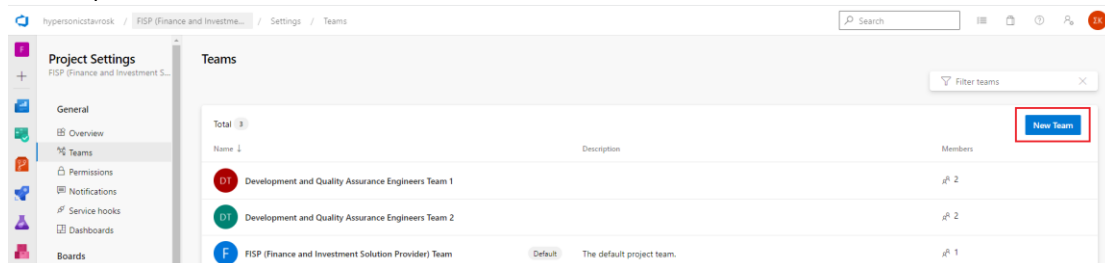 hypersonicstavrosk / FISP (Finance and Investme... / Settings / Teams
Search
IK
F
Project Settings
FISP (Finance and Investment S...
General
Overview
Teams
Permissions
Notifications
Service hooks
Dashboards
Boards
Teams
Filter teams
Total 3
New Team
Name ↓ Description Members
DT Development and Quality Assurance Engineers Team 1 2
DT Development and Quality Assurance Engineers Team 2 2
F FISP (Finance and Investment Solution Provider) Team Default The default project team. 1